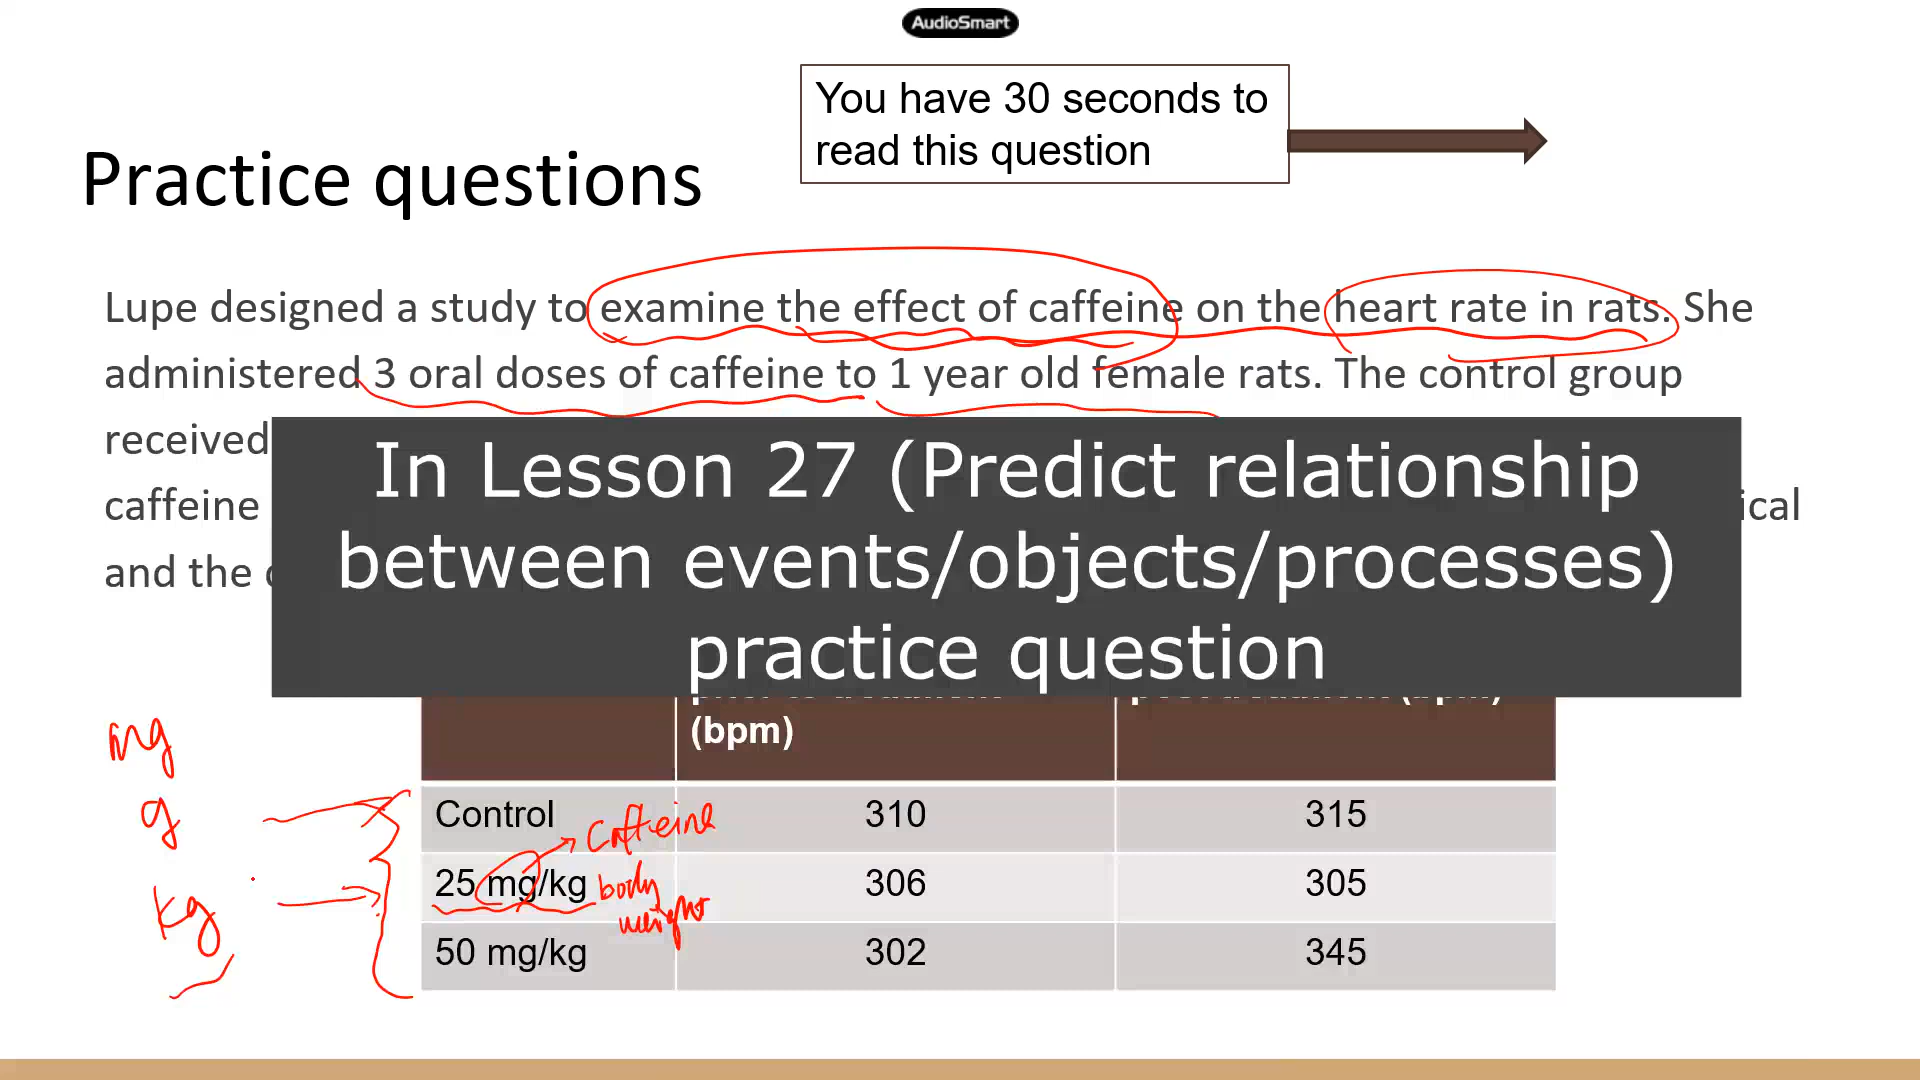 AudioSmart
You have 30 seconds to
read this question
Practice questions
Lupe designed a study to examine the effect of caffeine on the heart rate in rats. She
administered 3 oral doses of caffeine to 1 year old female rats. The control group
received
In Lesson 27 (Predict relationship
caffeine
ical
between events/objects/processes)
and the
practice question
(bpm)
mg
g
kg
Control 310 315
caffeine
25 mg/kg 306 305
body
weight
50 mg/kg 302 345